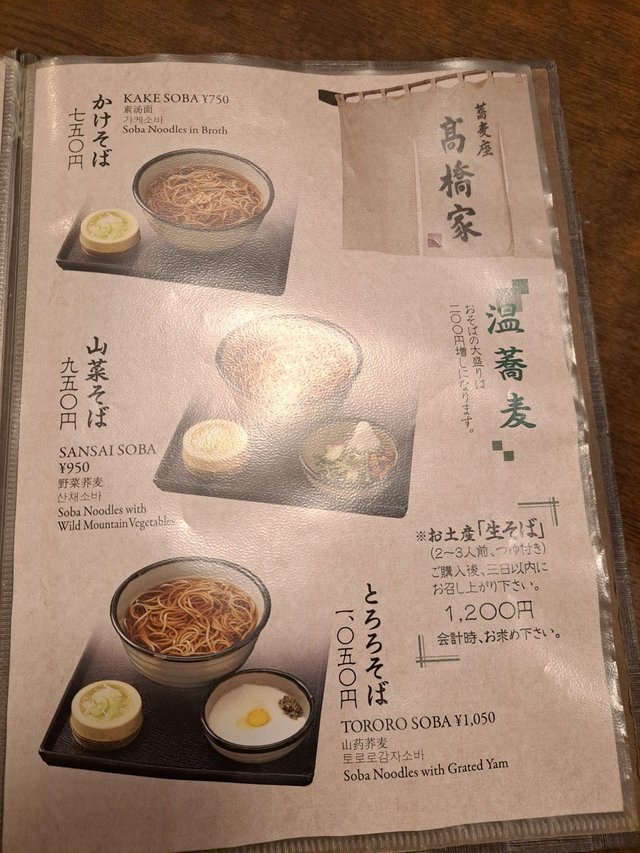 かけそば
七五〇円
KAKE SOBA ¥750
素汤面
가케소바
Soba Noodles in Broth
蕎麦座
髙橋家
温蕎麦
おそばの大盛りは
二〇〇円増しになります。
山菜そば
九五〇円
SANSAI SOBA
¥950
野菜荞麦
산채소바
Soba Noodles with
Wild Mountain Vegetables
※お土産「生そば」
(2〜3人前、つゆ付き)
ご購入後、三日以内に
お召し上がり下さい。
1,200円
会計時、お求め下さい。
とろろそば
一、〇五〇円
TORORO SOBA ¥1,050
山药荞麦
토로로감자소바
Soba Noodles with Grated Yam